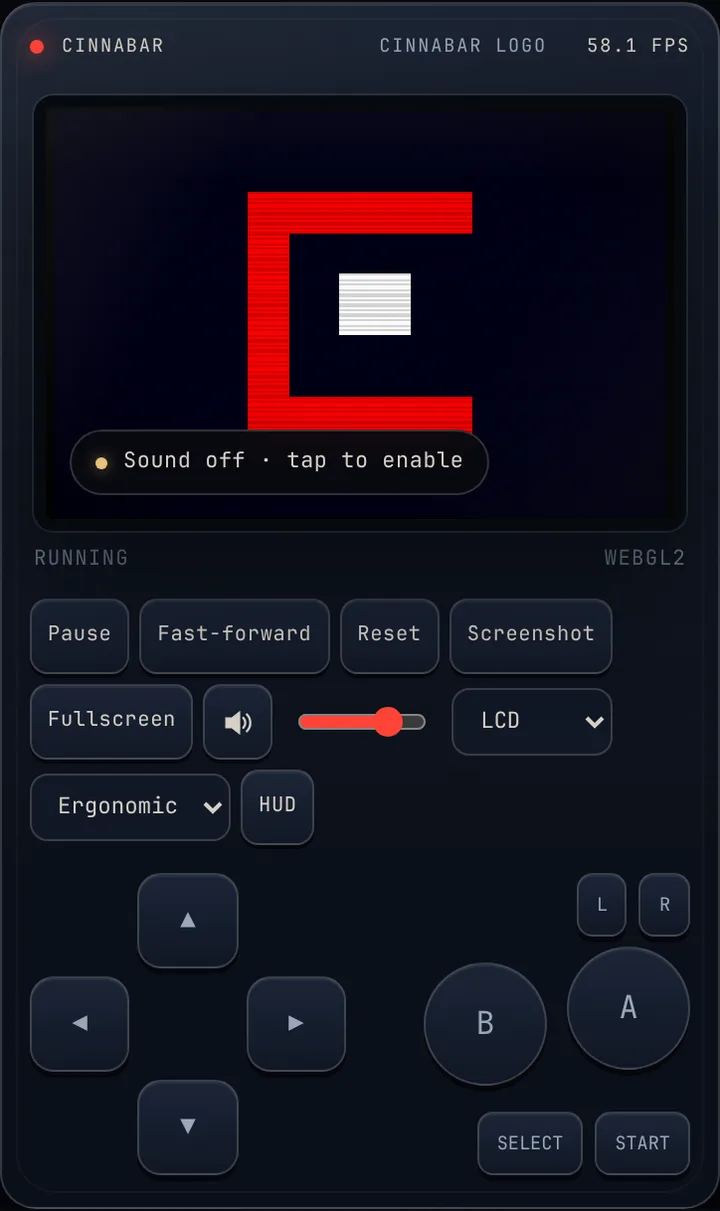 CINNABAR CINNABAR LOGO 58.1 FPS
Sound off · tap to enable
RUNNING WEBGL2
Pause Fast-forward Reset Screenshot
Fullscreen LCD
Ergonomic HUD
L R
B A
SELECT START